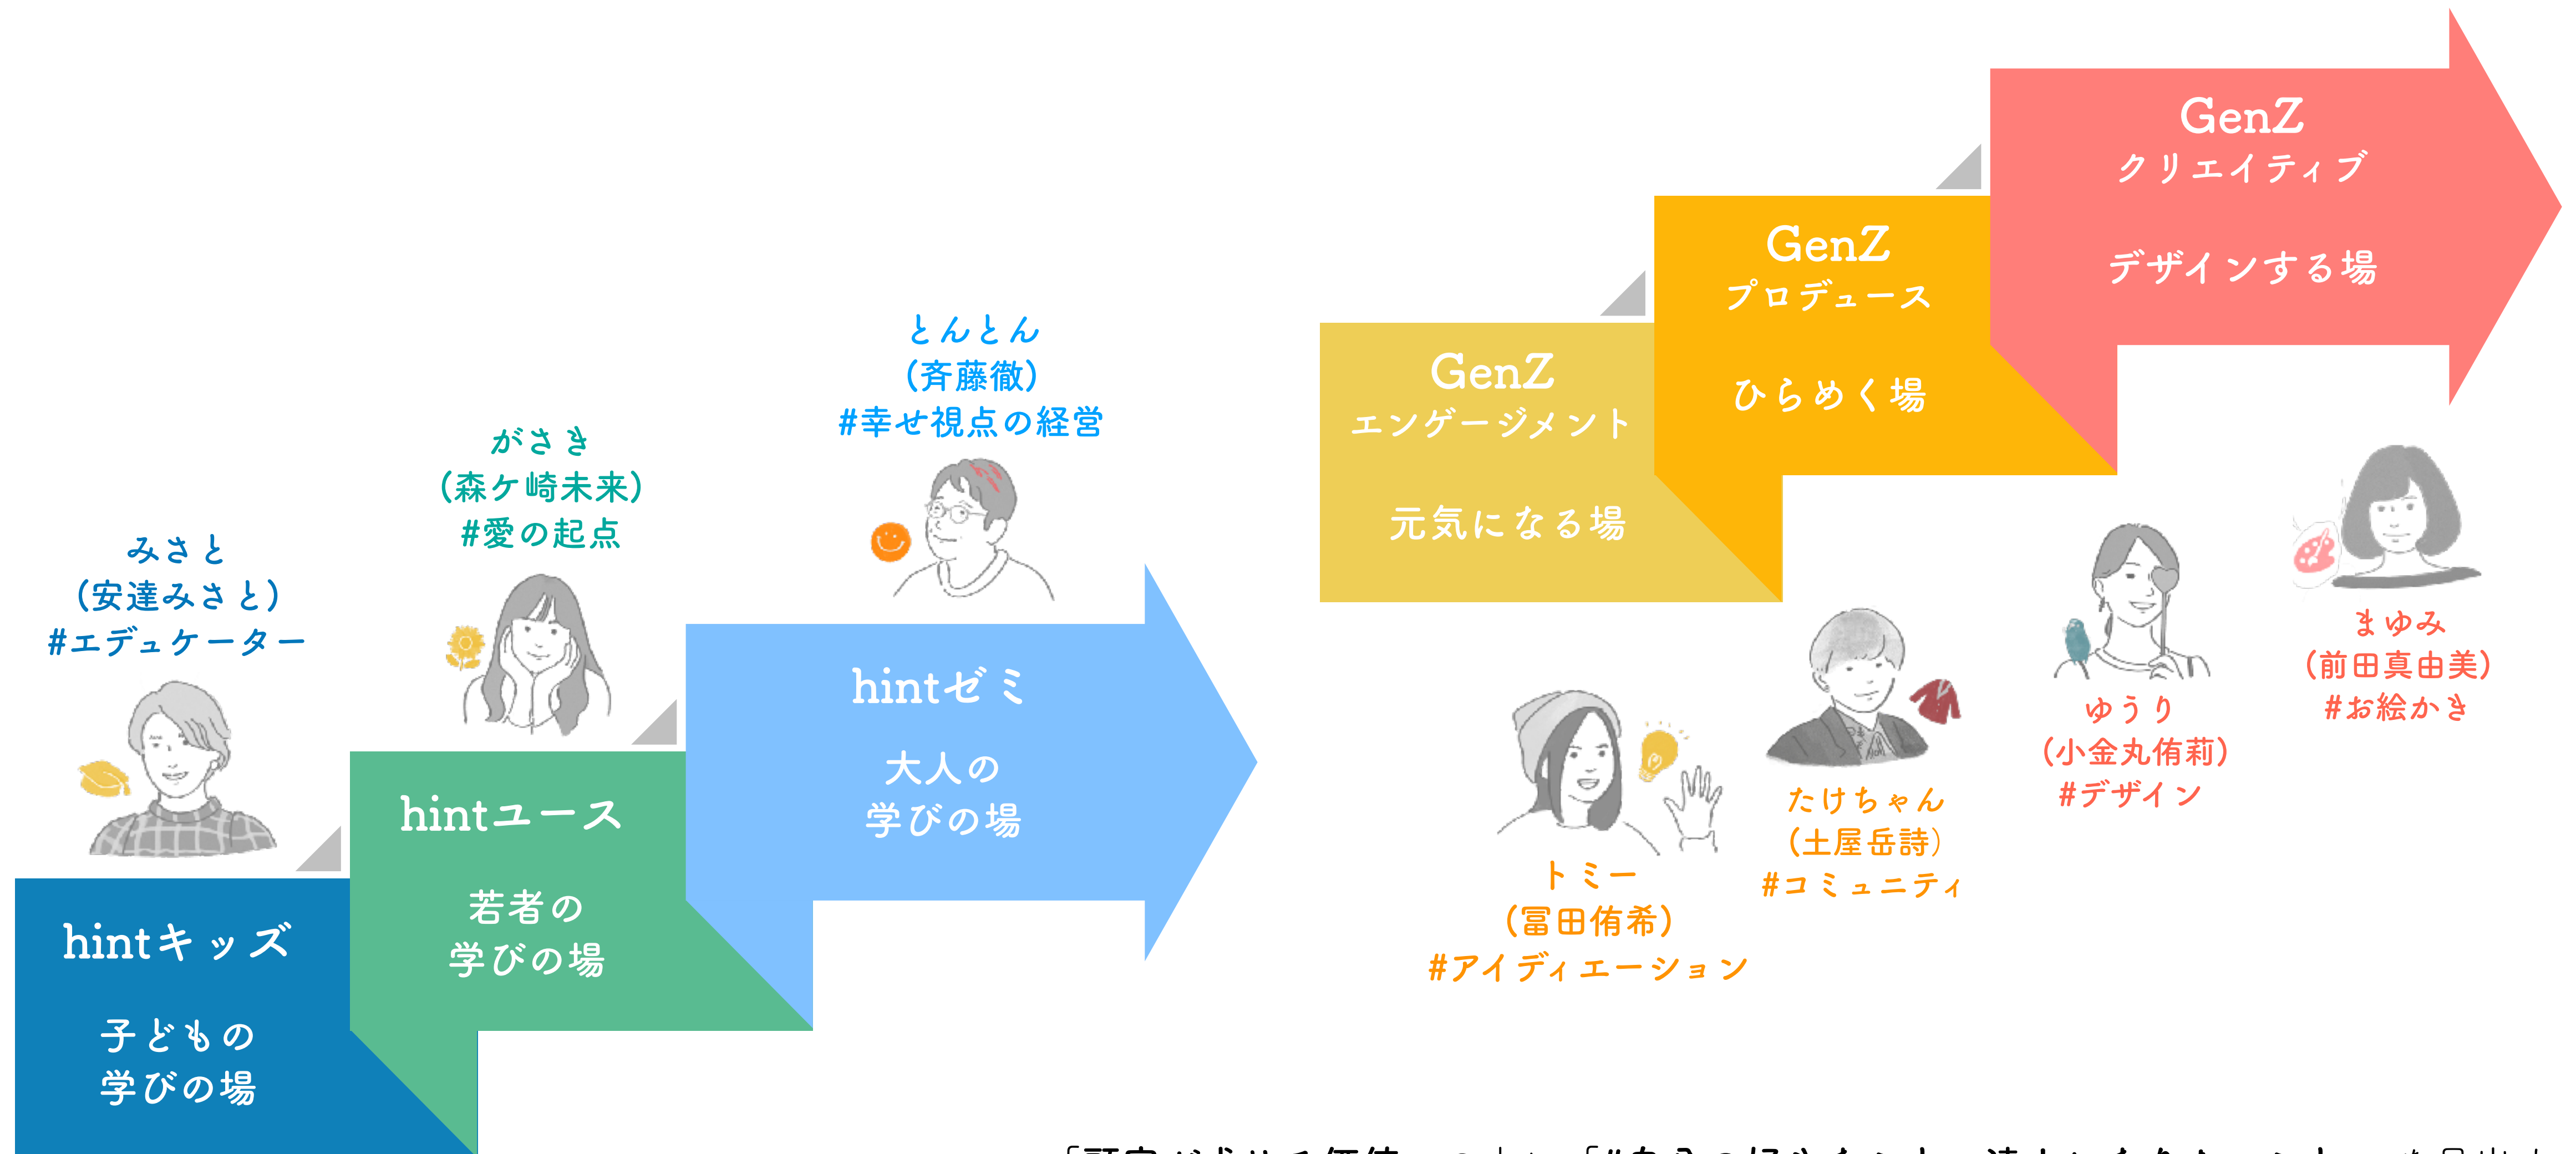 みさと
(安達みさと)
#エデュケーター
hintキッズ
子どもの
学びの場
がさき
(森ケ崎未来)
#愛の起点
hintユース
若者の
学びの場
とんとん
(斉藤徹)
#幸せ視点の経営
hintゼミ
大人の
学びの場
GenZ
エンゲージメント
元気になる場
トミー
(冨田侑希)
#アイディエーション
GenZ
プロデュース
ひらめく場
たけちゃん
(土屋岳詩)
#コミュニティ
GenZ
クリエイティブ
デザインする場
ゆうり
(小金丸侑莉)
#デザイン
まゆみ
(前田真由美)
#お絵かき